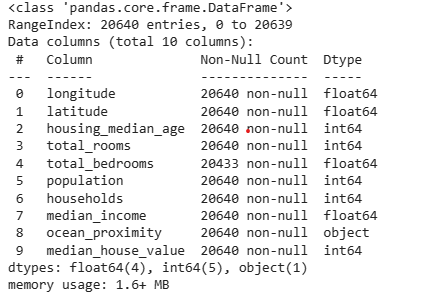 <class 'pandas.core.frame.DataFrame'>
RangeIndex: 20640 entries, 0 to 20639
Data columns (total 10 columns):
 #   Column              Non-Null Count  Dtype
---  ------              --------------  -----
 0   longitude           20640 non-null  float64
 1   latitude            20640 non-null  float64
 2   housing_median_age  20640 non-null  int64
 3   total_rooms         20640 non-null  int64
 4   total_bedrooms      20433 non-null  float64
 5   population          20640 non-null  int64
 6   households          20640 non-null  int64
 7   median_income       20640 non-null  float64
 8   ocean_proximity     20640 non-null  object
 9   median_house_value  20640 non-null  int64
dtypes: float64(4), int64(5), object(1)
memory usage: 1.6+ MB